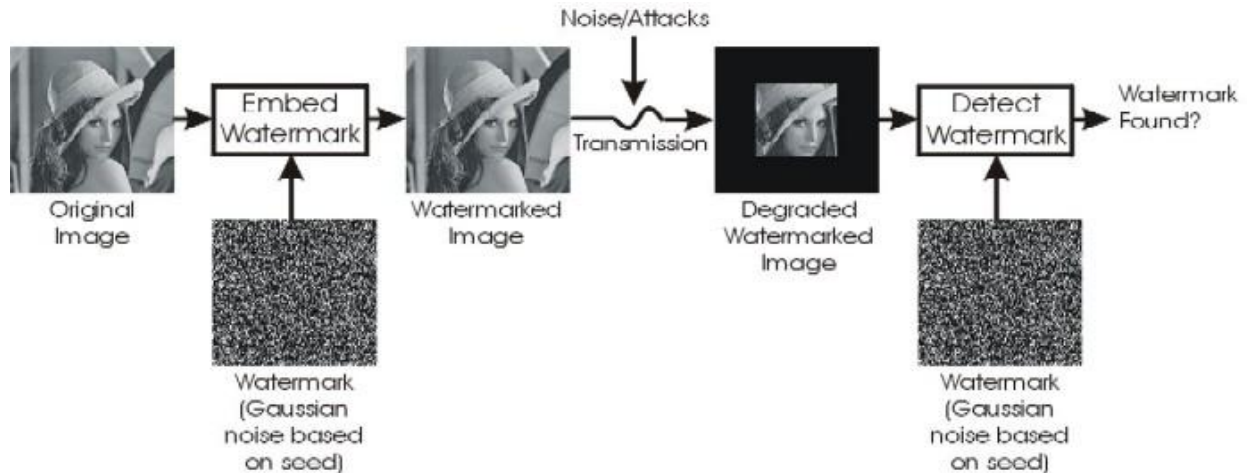 Noise/Attacks
Embed
Watermark
Transmission
Detect
Watermark
Watermark
Found?
Original
Image
Watermarked
Image
Degraded
Watermarked
Image
Watermark
(Gaussian
noise based
on seed)
Watermark
(Gaussian
noise based
on seed)